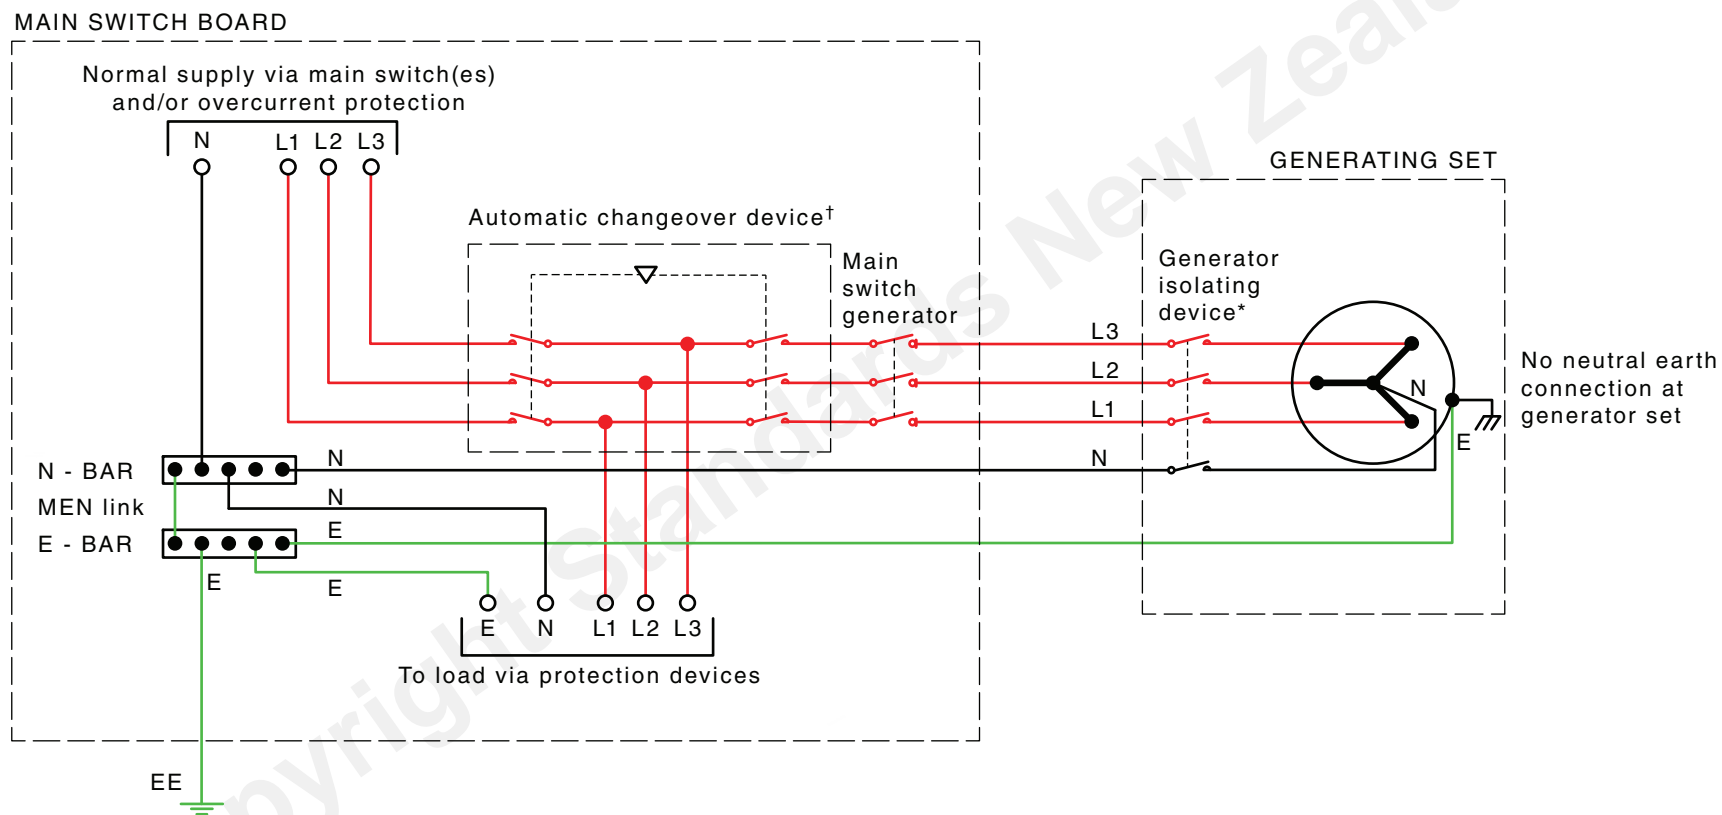 MAIN SWITCH BOARD
Normal supply via main switch(es)
and/or overcurrent protection
N L1 L2 L3
GENERATING SET
Automatic changeover device†
Main
switch
generator
Generator
isolating
device*
L3
L2
L1
N
N
E
No neutral earth
connection at
generator set
N - BAR
N
MEN link
N
E - BAR
E
E
E
E N L1 L2 L3
To load via protection devices
EE
pyright Standards New Zeala